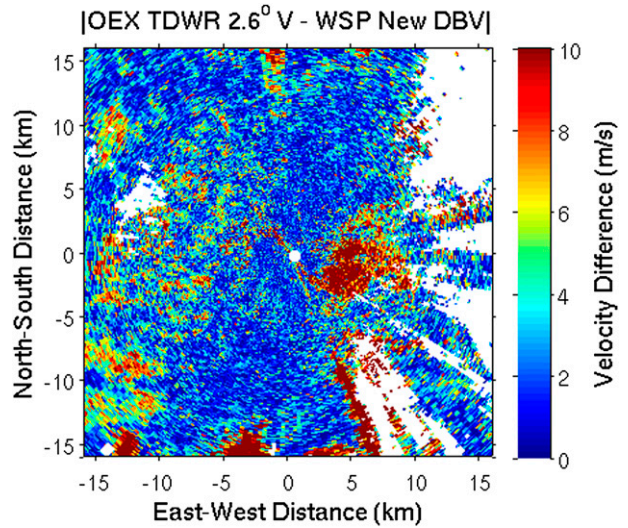 |OEX TDWR 2.6° V - WSP New DBV|
15
10
5
0
-5
-10
-15
North-South Distance (km)
-15 -10 -5 0 5 10 15
East-West Distance (km)
10
8
6
4
2
0
Velocity Difference (m/s)